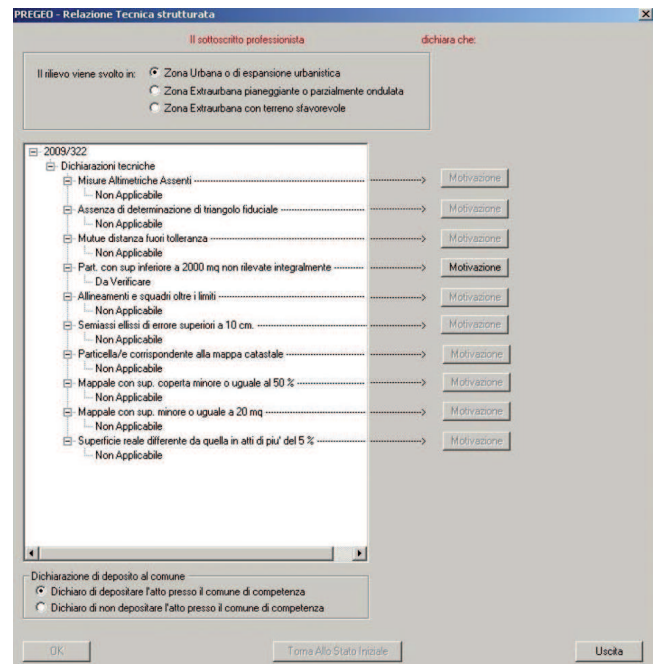 PREGEO - Relazione Tecnica strutturata
Il sottoscritto professionista dichiara che:
Il rilievo viene svolto in:
Zona Urbana o di espansione urbanistica
Zona Extraurbana pianeggiante o parzialmente ondulata
Zona Extraurbana con terreno sfavorevole
2009/322
Dichiarazioni tecniche
Misure Altimetriche Assenti Motivazione
Non Applicabile
Assenza di determinazione di triangolo fiduciale Motivazione
Non Applicabile
Mutue distanza fuori tolleranza Motivazione
Non Applicabile
Part. con sup inferiore a 2000 mq non rilevate integralmente Motivazione
Da Verificare
Allineamenti e squadri oltre i limiti Motivazione
Non Applicabile
Semiassi ellissi di errore superiori a 10 cm. Motivazione
Non Applicabile
Particella/e corrispondente alla mappa catastale Motivazione
Non Applicabile
Mappale con sup. coperta minore o uguale al 50 % Motivazione
Non Applicabile
Mappale con sup. minore o uguale a 20 mq Motivazione
Non Applicabile
Superficie reale differente da quella in atti di piu' del 5 % Motivazione
Non Applicabile
Dichiarazione di deposito al comune
Dichiaro di depositare l'atto presso il comune di competenza
Dichiaro di non depositare l'atto presso il comune di competenza
OK Torna Allo Stato Iniziale Uscita